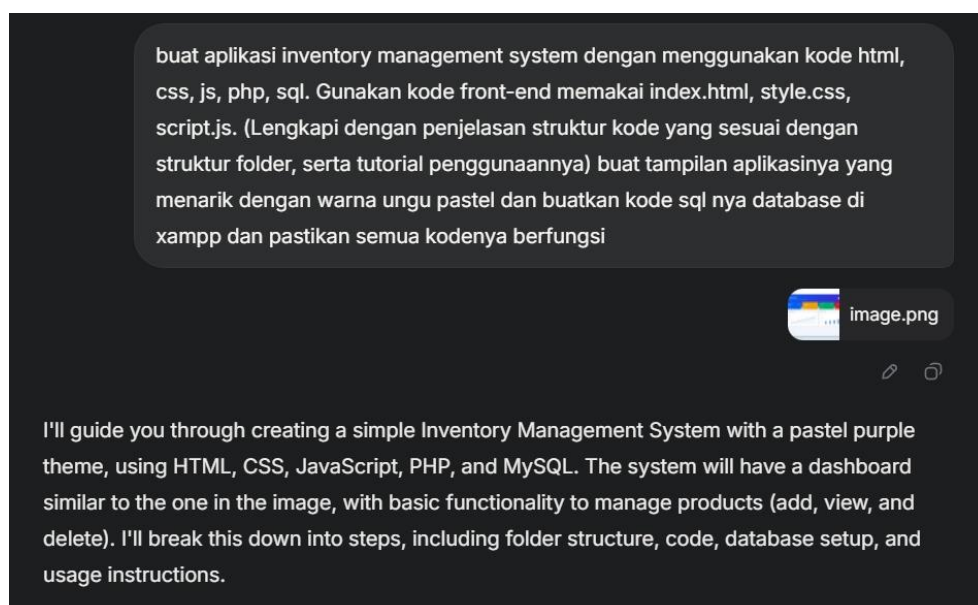 buat aplikasi inventory management system dengan menggunakan kode html,
css, js, php, sql. Gunakan kode front-end memakai index.html, style.css,
script.js. (Lengkapi dengan penjelasan struktur kode yang sesuai dengan
struktur folder, serta tutorial penggunaannya) buat tampilan aplikasinya yang
menarik dengan warna ungu pastel dan buatkan kode sql nya database di
xampp dan pastikan semua kodenya berfungsi
image.png
I'll guide you through creating a simple Inventory Management System with a pastel purple
theme, using HTML, CSS, JavaScript, PHP, and MySQL. The system will have a dashboard
similar to the one in the image, with basic functionality to manage products (add, view, and
delete). I'll break this down into steps, including folder structure, code, database setup, and
usage instructions.